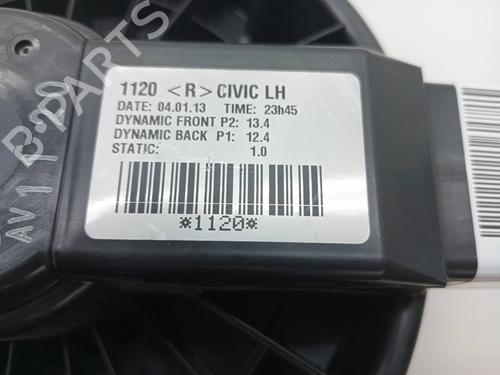 1120 <R> CIVIC LH
DATE: 04.01.13 TIME: 23h45
DYNAMIC FRONT P2: 13.4
DYNAMIC BACK P1: 12.4
STATIC: 1.0
*1120*
AV1120
B-PARTS